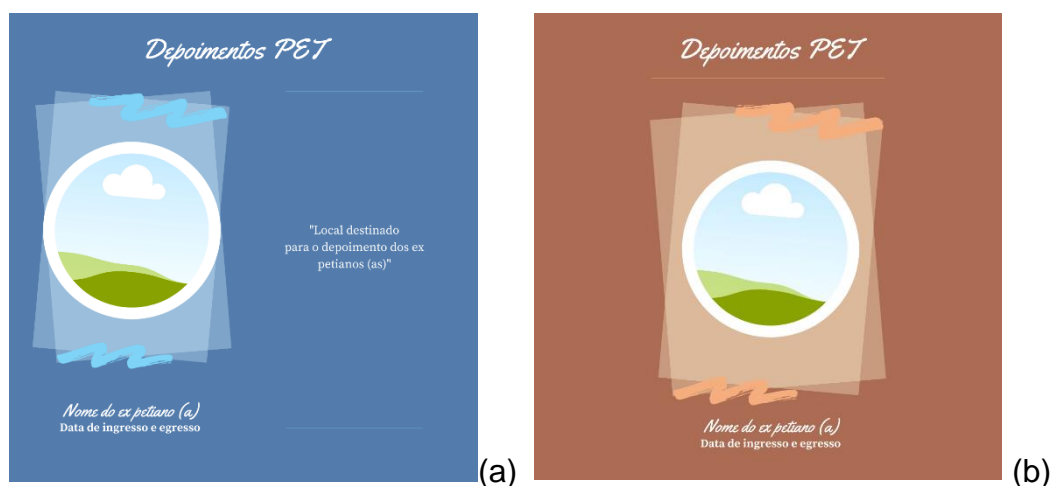 Depoimentos PET
"Local destinado
para o depoimento dos ex
petianos (as)"
Nome do ex petiano (a)
Data de ingresso e egresso
(a)
Depoimentos PET
Nome do ex petiano (a)
Data de ingresso e egresso
(b)